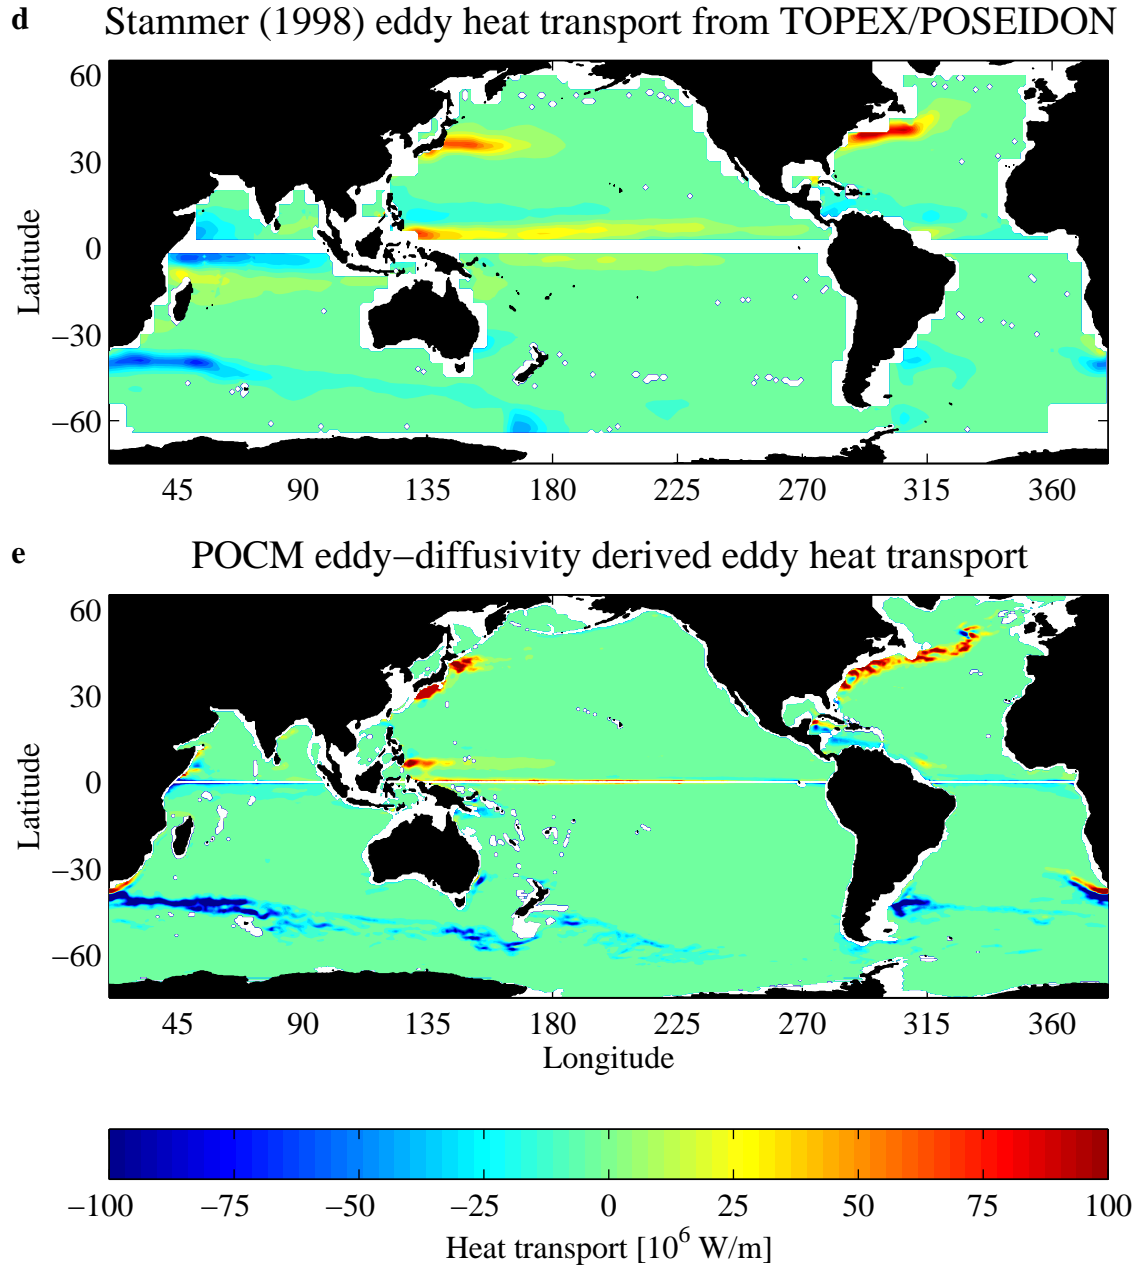 d Stammer (1998) eddy heat transport from TOPEX/POSEIDON
60
30
0
−30
−60
Latitude
45 90 135 180 225 270 315 360
e POCM eddy−diffusivity derived eddy heat transport
60
30
0
−30
−60
Latitude
45 90 135 180 225 270 315 360
Longitude
−100 −75 −50 −25 0 25 50 75 100
Heat transport [10⁶ W/m]